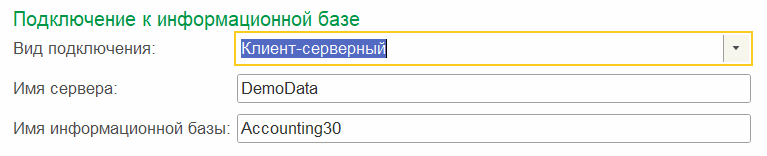 Подключение к информационной базе
Вид подключения: Клиент-серверный
Имя сервера: DemoData
Имя информационной базы: Accounting30